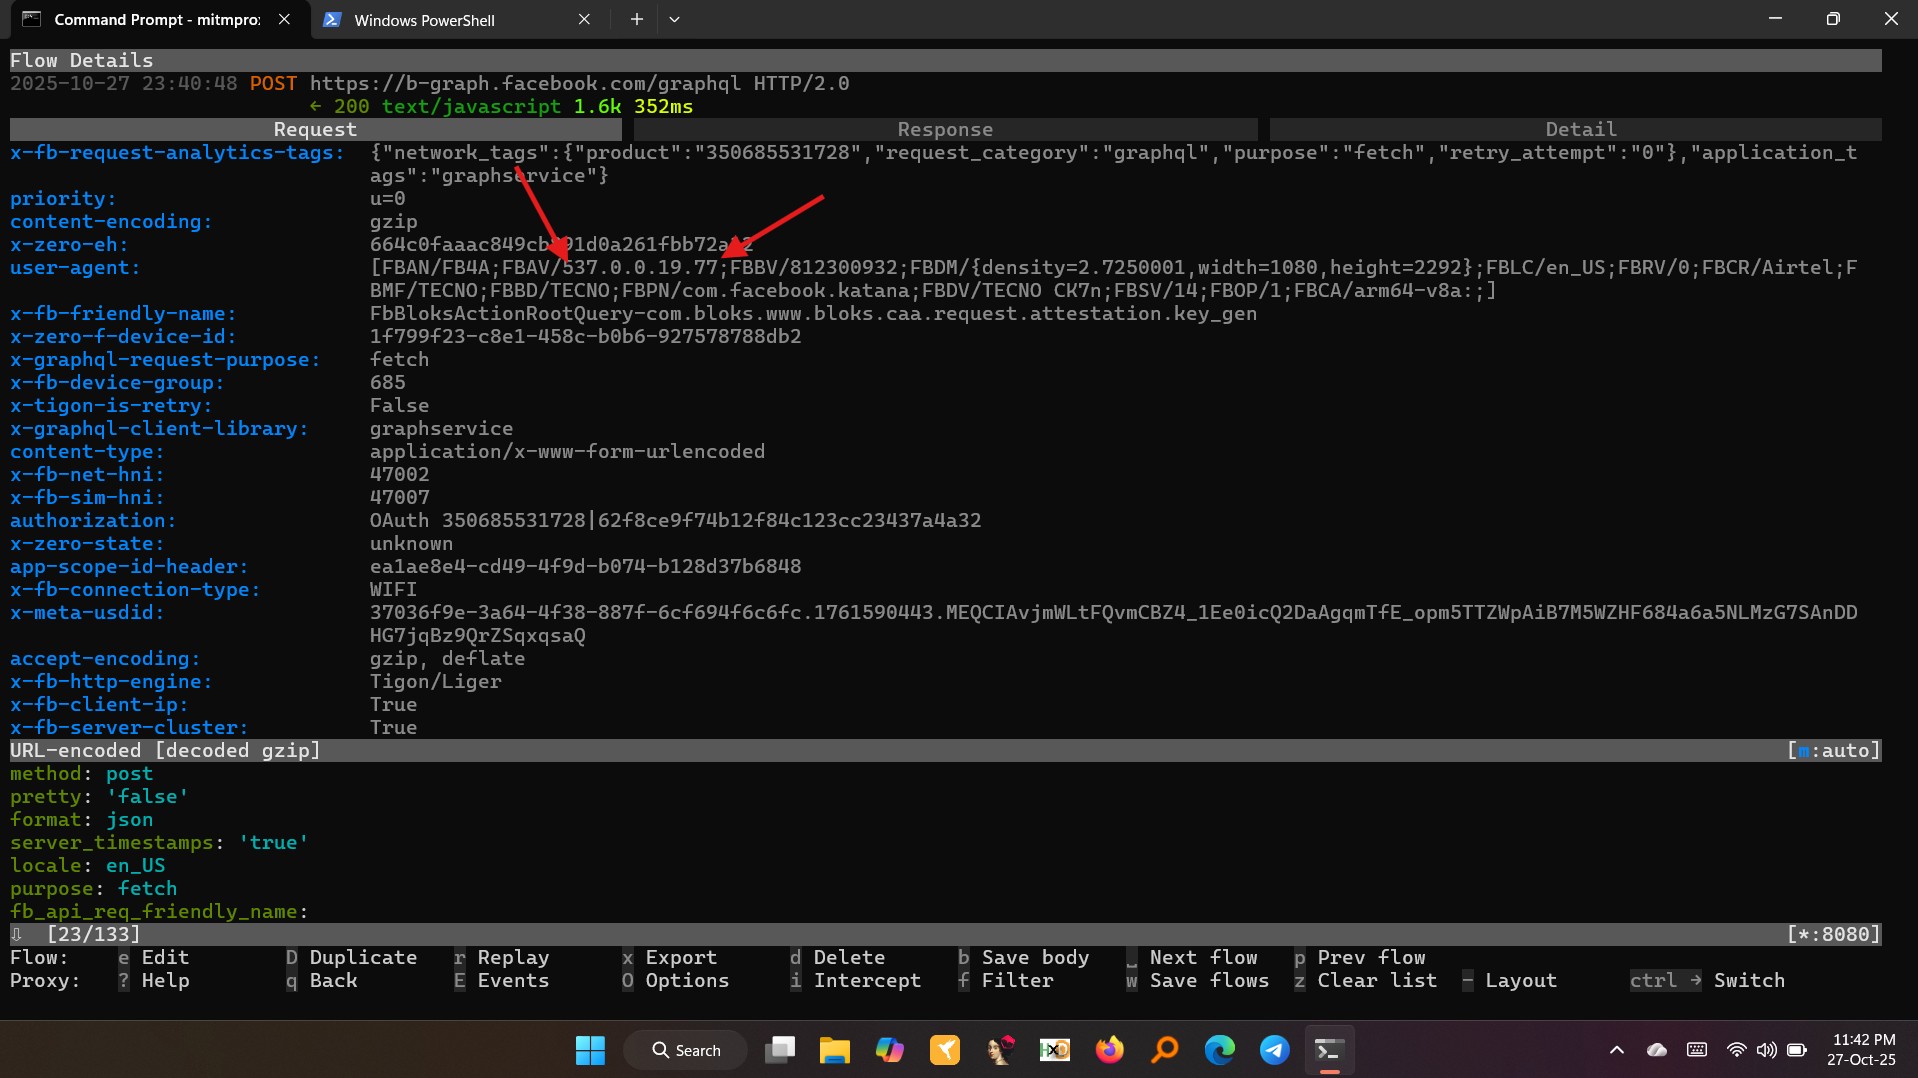 Command Prompt - mitmpro:
Windows PowerShell
Flow Details
2025-10-27 23:40:48 POST https://b-graph.facebook.com/graphql HTTP/2.0
← 200 text/javascript 1.6k 352ms
Request Response Detail
x-fb-request-analytics-tags: {"network_tags":{"product":"350685531728","request_category":"graphql","purpose":"fetch","retry_attempt":"0"},"application_t
ags":"graphservice"}
priority: u=0
content-encoding: gzip
x-zero-eh:
user-agent: [FBAN/FB4A;FBAV/537.0.0.19.77;FBBV/812300932;FBDM/{density=2.7250001,width=1080,height=2292};FBLC/en_US;FBRV/0;FBCR/Airtel;F
BMF/TECNO;FBBD/TECNO;FBPN/com.facebook.katana;FBDV/TECNO CK7n;FBSV/14;FBOP/1;FBCA/arm64-v8a:;]
x-fb-friendly-name: FbBloksActionRootQuery-com.bloks.www.bloks.caa.request.attestation.key_gen
x-zero-f-device-id: 1f799f23-c8e1-458c-b0b6-927578788db2
x-graphql-request-purpose: fetch
x-fb-device-group: 685
x-tigon-is-retry: False
x-graphql-client-library: graphservice
content-type: application/x-www-form-urlencoded
x-fb-net-hni: 47002
x-fb-sim-hni: 47007
authorization: OAuth 350685531728|62f8ce9f74b12f84c123cc23437a4a32
x-zero-state: unknown
app-scope-id-header: ea1ae8e4-cd49-4f9d-b074-b128d37b6848
x-fb-connection-type: WIFI
x-meta-usdid: 37036f9e-3a64-4f38-887f-6cf694f6c6fc.1761590443.MEQCIAvjmWLtFQvmCBZ4_1Ee0icQ2DaAgqmTfE_opm5TTZWpAiB7M5WZHF684a6a5NLMzG7SAnDD
HG7jqBz9QrZSqxqsaQ
accept-encoding: gzip, deflate
x-fb-http-engine: Tigon/Liger
x-fb-client-ip: True
x-fb-server-cluster: True
URL-encoded [decoded gzip] [m:auto]
method: post
pretty: 'false'
format: json
server_timestamps: 'true'
locale: en_US
purpose: fetch
fb_api_req_friendly_name:
⇩ [23/133] [*:8080]
Flow: e Edit D Duplicate r Replay x Export d Delete b Save body ␣ Next flow p Prev flow
Proxy: ? Help q Back E Events O Options i Intercept f Filter w Save flows z Clear list - Layout ctrl → Switch
Search
11:42 PM
27-Oct-25